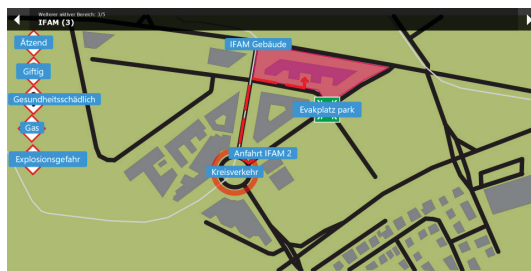 Weiterer aktiver Bereich: 1/5
IFAM (3)
Ätzend
IFAM Gebäude
Giftig
Gesundheitsschädlich
Evakplatz park
Gas
Anfahrt IFAM 2
Explosionsgefahr
Kreisverkehr